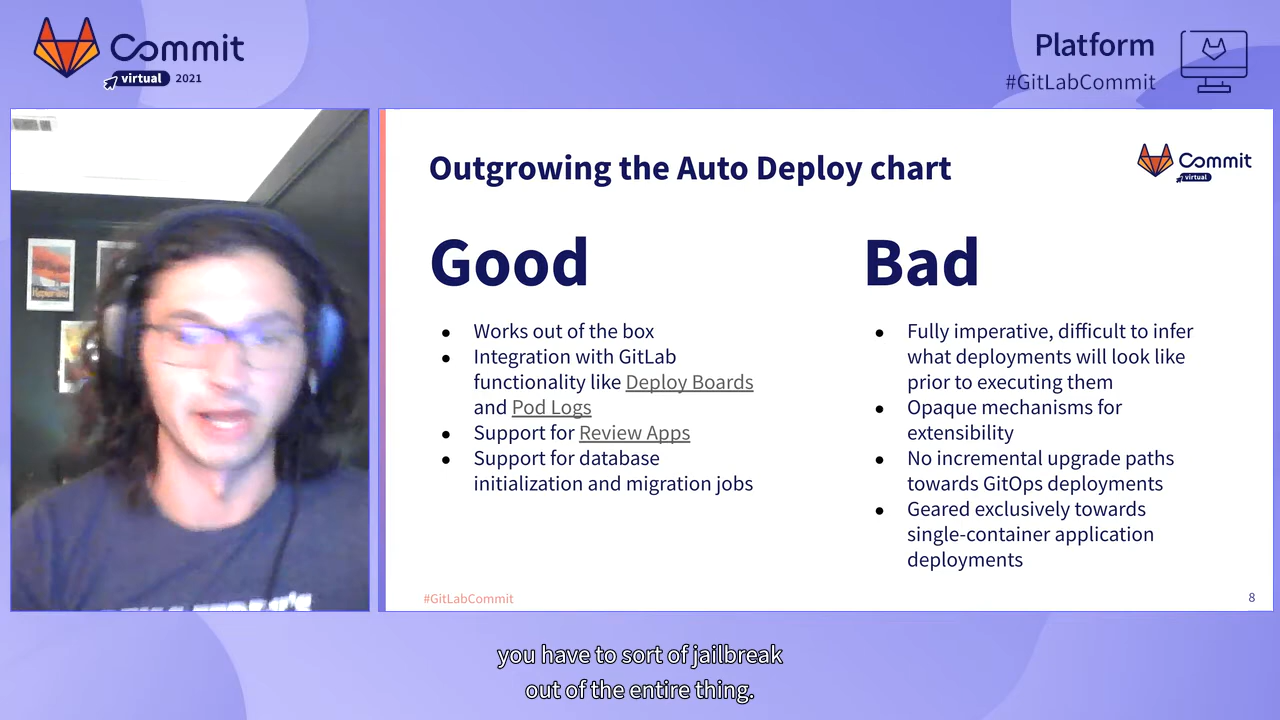 Commit
virtual 2021
Platform
#GitLabCommit
Outgrowing the Auto Deploy chart
Commit
virtual
Good
● Works out of the box
● Integration with GitLab
functionality like Deploy Boards
and Pod Logs
● Support for Review Apps
● Support for database
initialization and migration jobs
Bad
● Fully imperative, difficult to infer
what deployments will look like
prior to executing them
● Opaque mechanisms for
extensibility
● No incremental upgrade paths
towards GitOps deployments
● Geared exclusively towards
single-container application
deployments
#GitLabCommit
8
you have to sort of jailbreak
out of the entire thing.